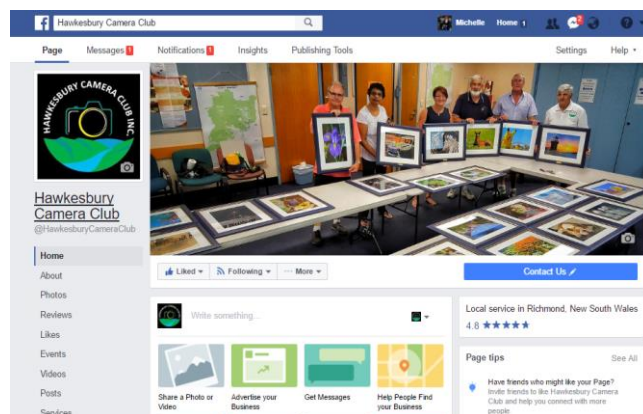 Hawkesbury Camera Club
Michelle Home 1
2
Page Messages 1 Notifications 1 Insights Publishing Tools Settings Help
HAWKESBURY CAMERA CLUB INC.
Hawkesbury
Camera Club
@HawkesburyCameraClub
Home
About
Photos
Reviews
Likes
Events
Videos
Posts
Services
Liked Following ··· More
Contact Us
Write something...
Share a Photo or
Video
Advertise your
Business
Get Messages
Help People Find
your Business
Local service in Richmond, New South Wales
4.8 ★★★★★
Page tips See All
Have friends who might like your Page?
Invite friends to like Hawkesbury Camera
Club and help you connect with more
people